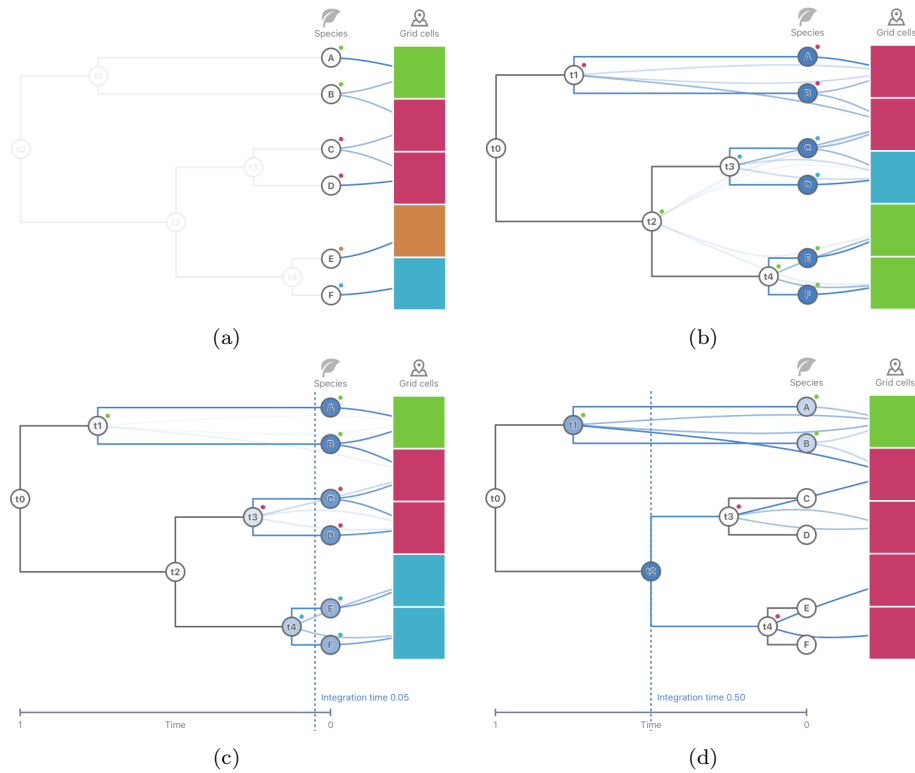 Species Grid cells
A
B
C
D
E
F
t0
t1
t2
t3
t4
(a)
Species Grid cells
A
B
C
D
E
F
t0
t1
t2
t3
t4
(b)
Species Grid cells
A
B
C
D
E
F
t0
t1
t2
t3
t4
Integration time 0.05
1 Time 0
(c)
Species Grid cells
A
B
C
D
E
F
t0
t1
t2
t3
t4
Integration time 0.50
1 Time 0
(d)